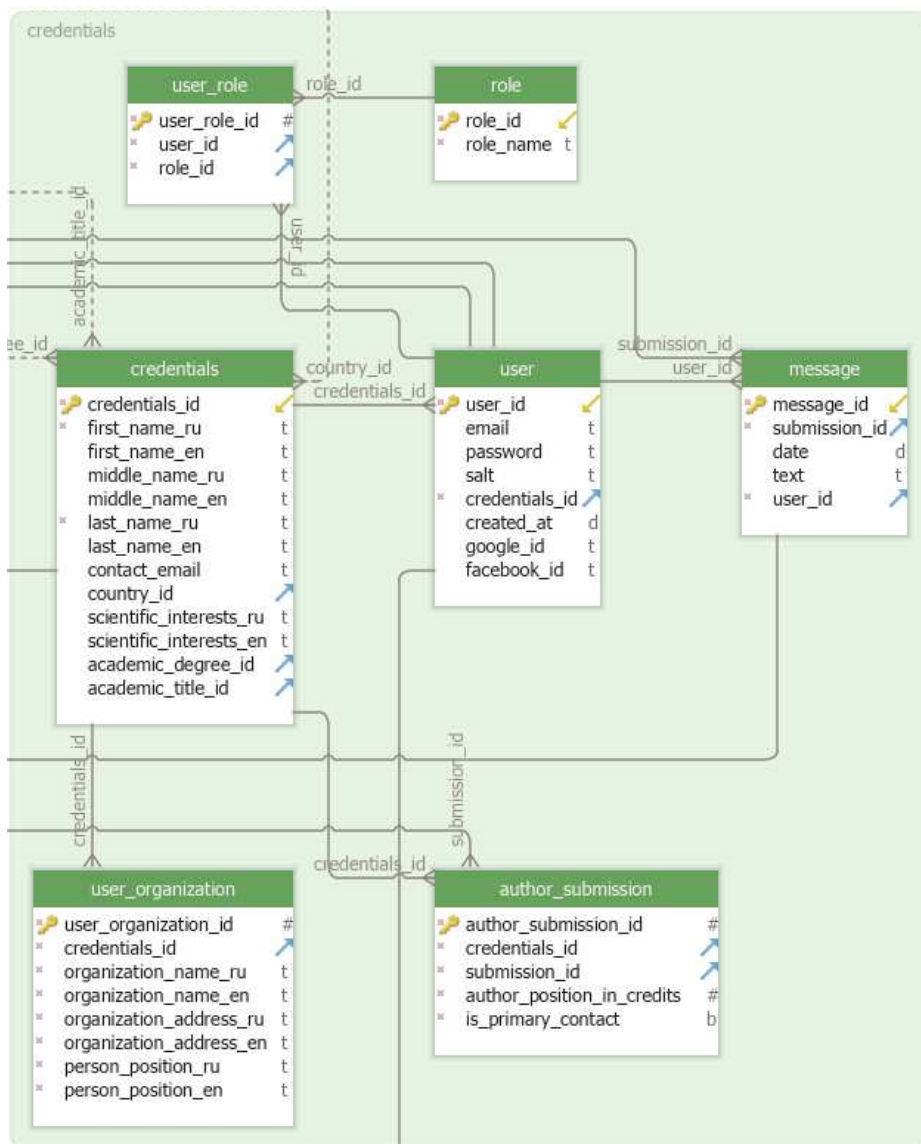 credentials
user_role
role_id
role
user_role_id #
user_id
role_id
role_id
role_name t
academic_title_id
user_id
ee_id
country_id
credentials_id
submission_id
user_id
credentials
credentials_id
first_name_ru t
first_name_en t
middle_name_ru t
middle_name_en t
last_name_ru t
last_name_en t
contact_email t
country_id
scientific_interests_ru t
scientific_interests_en t
academic_degree_id
academic_title_id
user
user_id
email t
password t
salt t
credentials_id
created_at d
google_id t
facebook_id t
message
message_id
submission_id
date d
text t
user_id
credentials_id
submission_id
credentials_id
user_organization
user_organization_id #
credentials_id
organization_name_ru t
organization_name_en t
organization_address_ru t
organization_address_en t
person_position_ru t
person_position_en t
author_submission
author_submission_id #
credentials_id
submission_id
author_position_in_credits #
is_primary_contact b